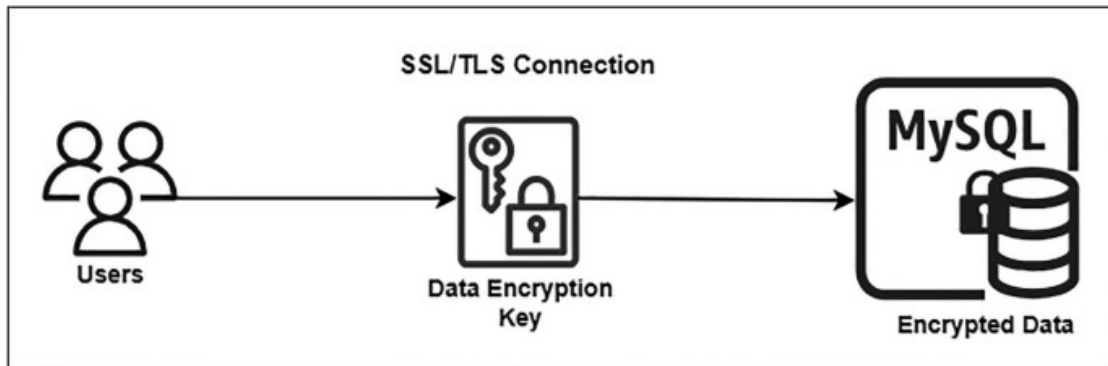 SSL/TLS Connection
MySQL
Users
Data Encryption
Key
Encrypted Data